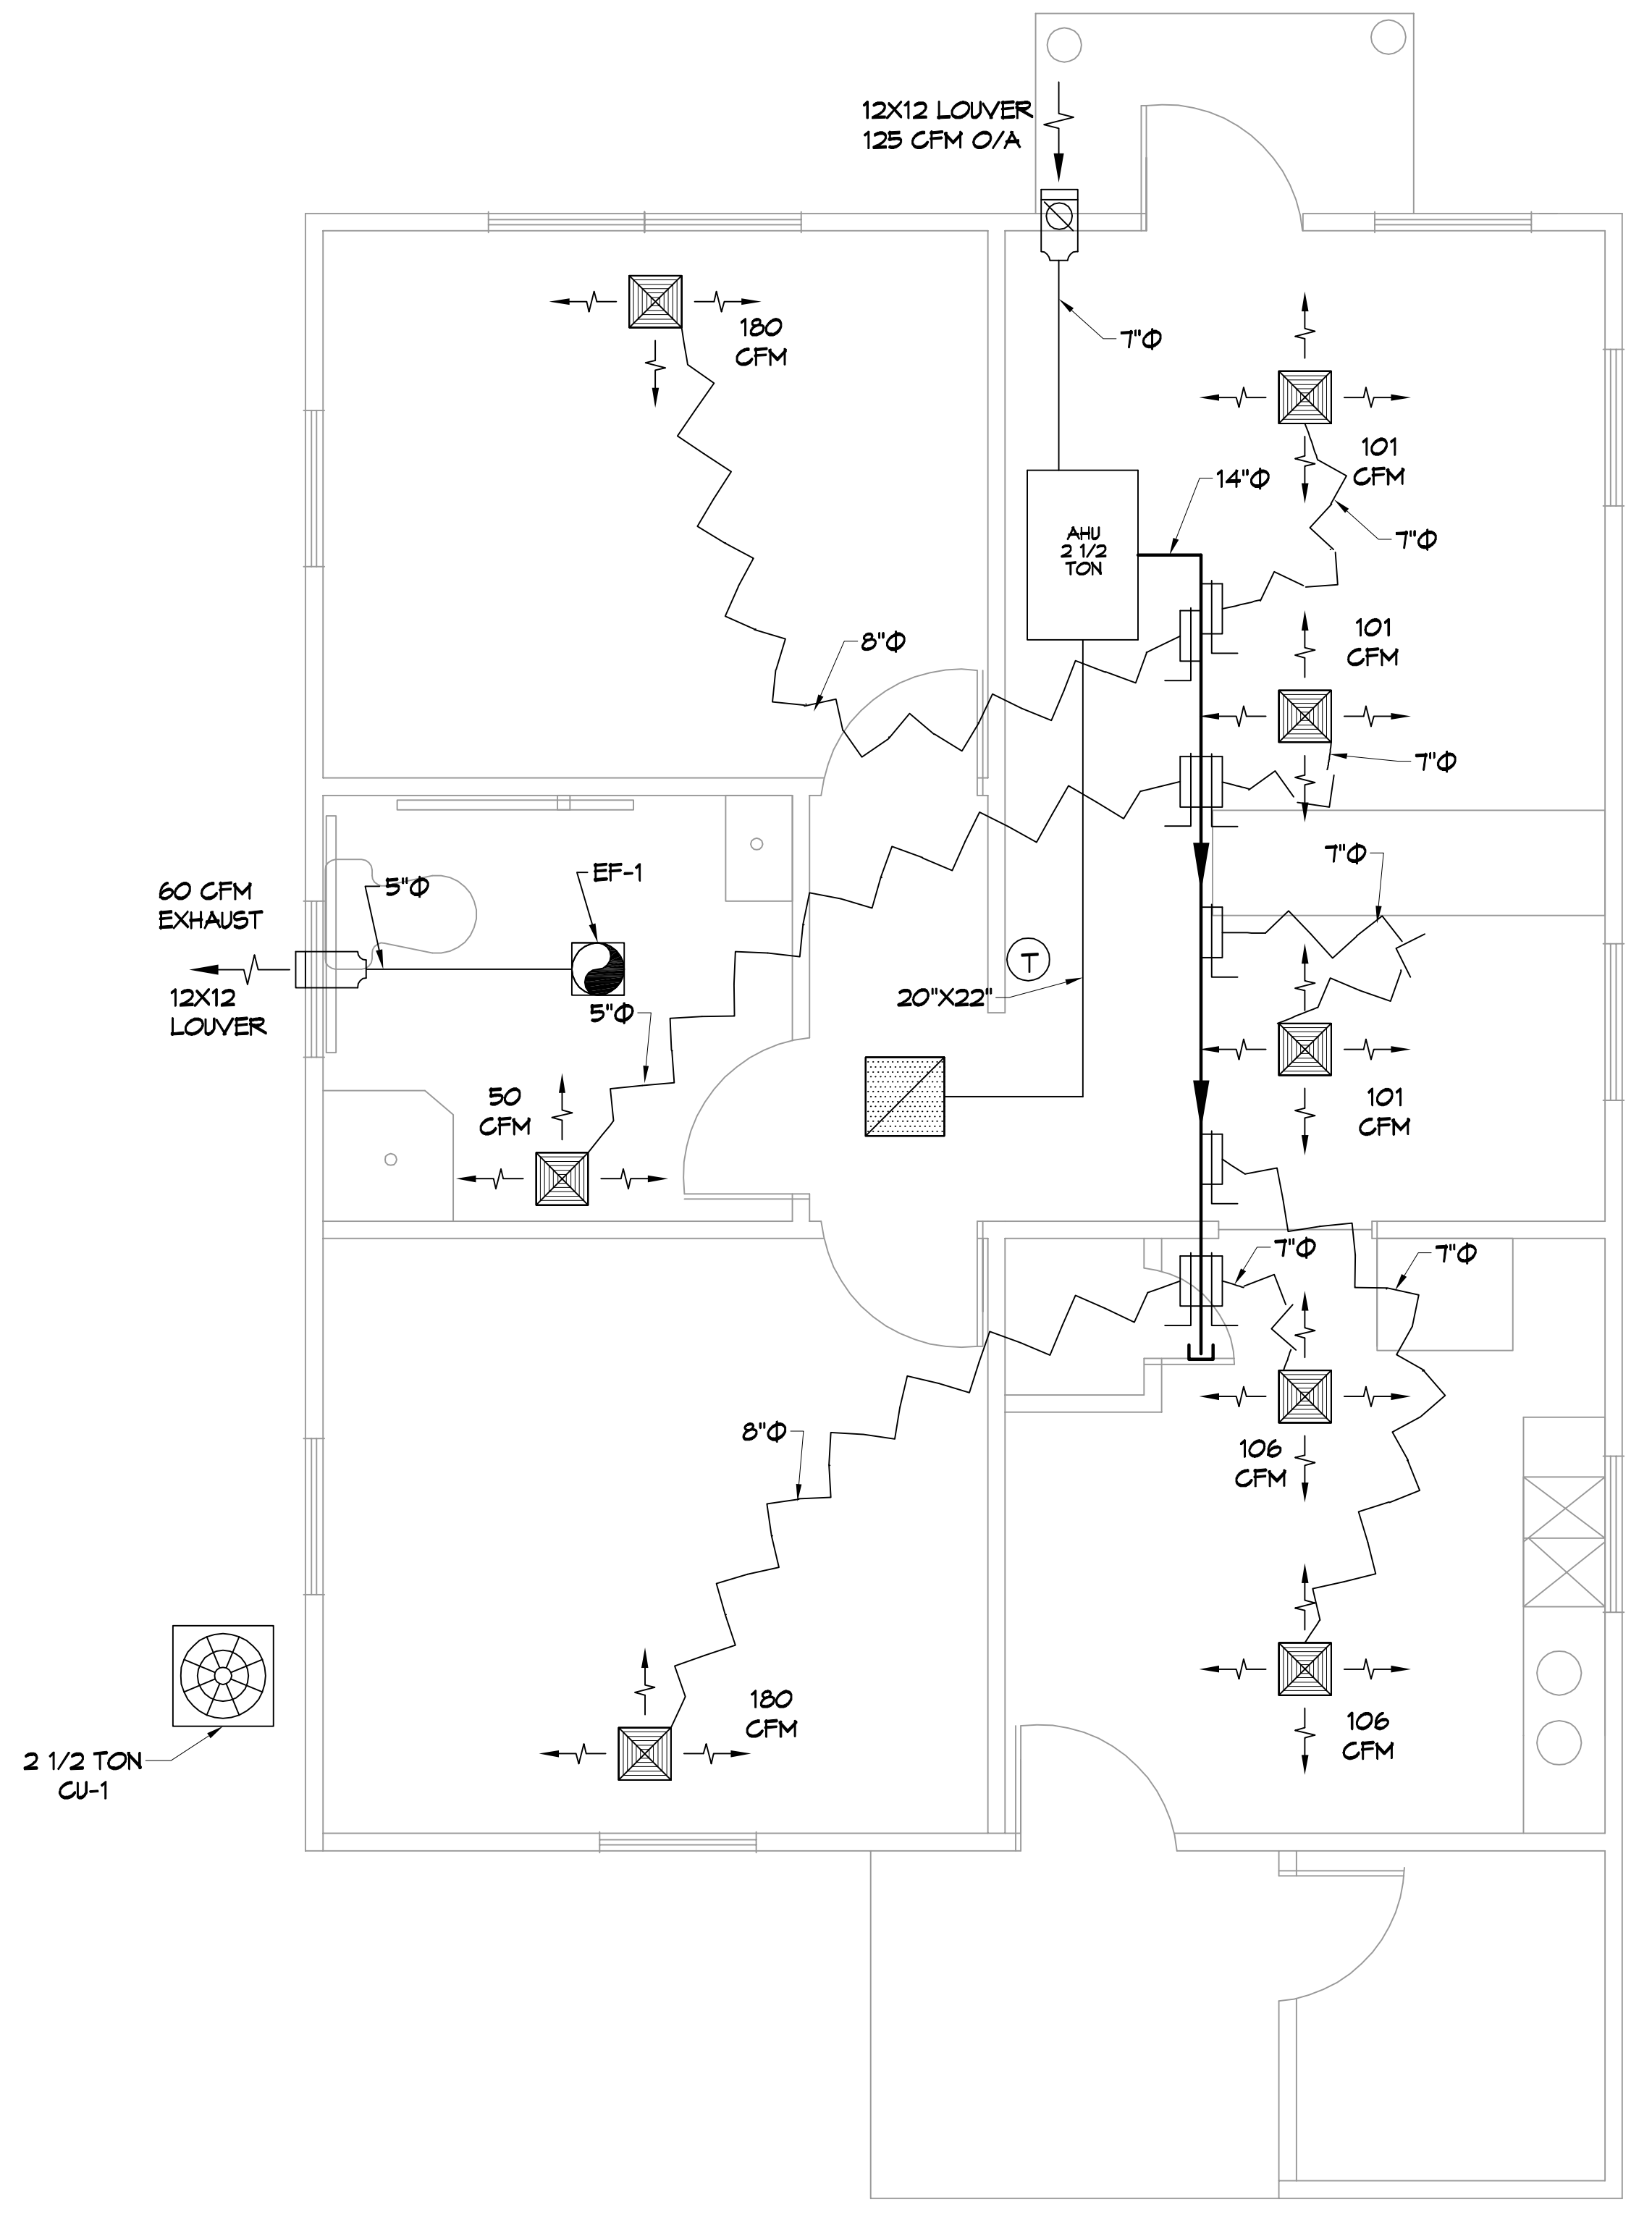 12X12 LOUVER
125 CFM O/A
180
CFM
7"Φ
101
CFM
14"Φ
7"Φ
AHU
2 1/2
TON
8"Φ
101
CFM
7"Φ
7"Φ
60 CFM
EXHAUST
5"Φ
EF-1
12X12
LOUVER
5"Φ
T
20"X22"
50
CFM
101
CFM
7"Φ
7"Φ
8"Φ
106
CFM
180
CFM
106
CFM
2 1/2 TON
CU-1